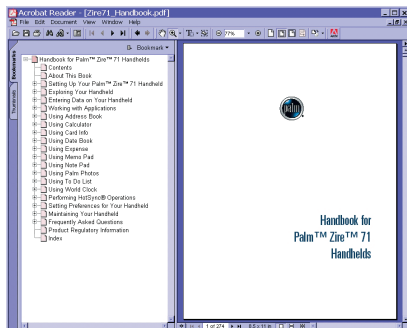 Acrobat Reader - [Zire71_Handbook.pdf]
File Edit Document View Window Help
77%
Bookmark
Bookmarks
Thumbnails
Handbook for Palm™ Zire™ 71 Handhelds
Contents
About This Book
Setting Up Your Palm™ Zire™ 71 Handheld
Exploring Your Handheld
Entering Data on Your Handheld
Working with Applications
Using Address Book
Using Calculator
Using Card Info
Using Date Book
Using Expense
Using Memo Pad
Using Note Pad
Using Palm Photos
Using To Do List
Using World Clock
Performing HotSync® Operations
Setting Preferences for Your Handheld
Maintaining Your Handheld
Frequently Asked Questions
Product Regulatory Information
Index
palm
Handbook for
Palm™ Zire™ 71
Handhelds
1 of 274
8.5 x 11 in